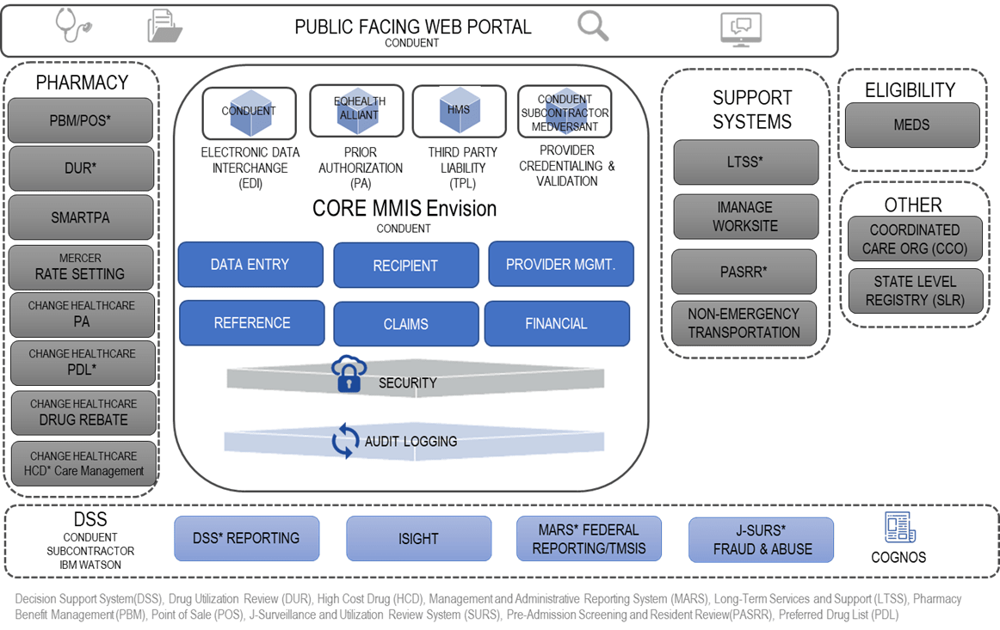 PUBLIC FACING WEB PORTAL
CONDUENT
PHARMACY
PBM/POS*
DUR*
SMARTPA
MERCER
RATE SETTING
CHANGE HEALTHCARE
PA
CHANGE HEALTHCARE
PDL*
CHANGE HEALTHCARE
DRUG REBATE
CHANGE HEALTHCARE
HCD* Care Management
CONDUENT
ELECTRONIC DATA
INTERCHANGE
(EDI)
EQHEALTH
ALLIANT
PRIOR
AUTHORIZATION
(PA)
HMS
THIRD PARTY
LIABILITY
(TPL)
CONDUENT
SUBCONTRACTOR
MEDVERSANT
PROVIDER
CREDENTIALING &
VALIDATION
CORE MMIS Envision
CONDUENT
DATA ENTRY
RECIPIENT
PROVIDER MGMT.
REFERENCE
CLAIMS
FINANCIAL
SECURITY
AUDIT LOGGING
SUPPORT
SYSTEMS
LTSS*
IMANAGE
WORKSITE
PASRR*
NON-EMERGENCY
TRANSPORTATION
ELIGIBILITY
MEDS
OTHER
COORDINATED
CARE ORG (CCO)
STATE LEVEL
REGISTRY (SLR)
DSS
CONDUENT
SUBCONTRACTOR
IBM WATSON
DSS* REPORTING
ISIGHT
MARS* FEDERAL
REPORTING/TMSIS
J-SURS*
FRAUD & ABUSE
COGNOS
Decision Support System(DSS), Drug Utilization Review (DUR), High Cost Drug (HCD), Management and Administrative Reporting System (MARS), Long-Term Services and Support (LTSS), Pharmacy
Benefit Management (PBM), Point of Sale (POS), J-Surveillance and Utilization Review System (SURS), Pre-Admission Screening and Resident Review(PASRR), Preferred Drug List (PDL)